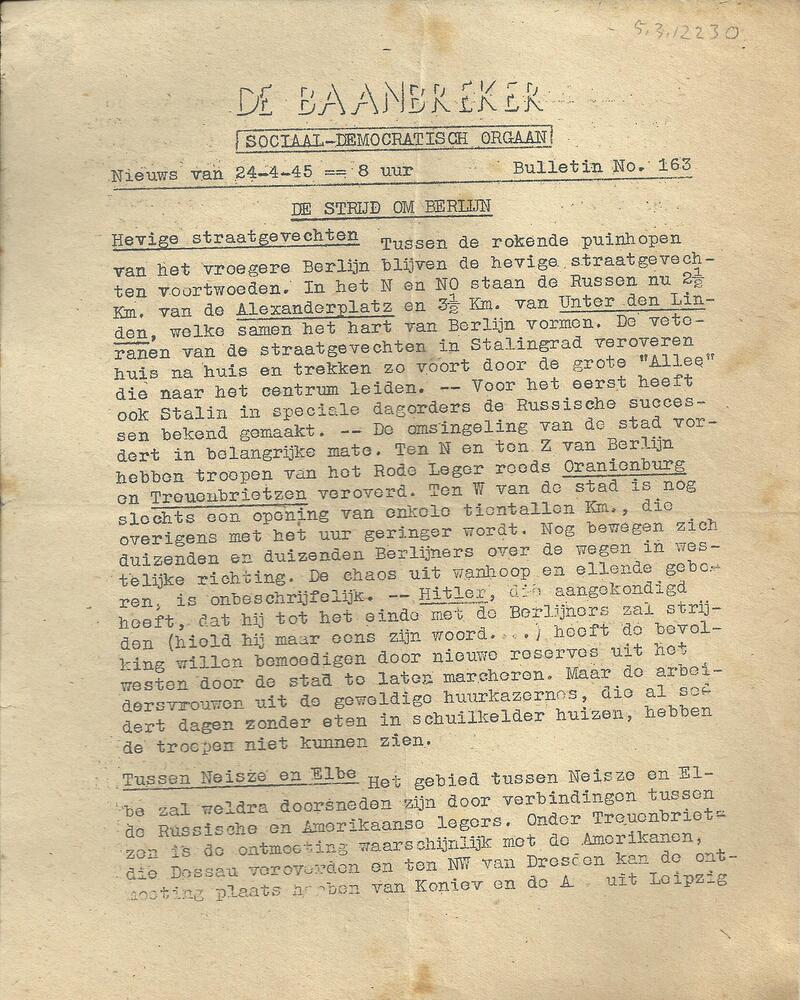 5.3.12230
DE BAANBREKER
SOCIAAL-DEMOCRATISCH ORGAAN
Nieuws van 24-4-45 == 8 uur Bulletin No. 163
DE STRIJD OM BERLIJN
Hevige straatgevechten Tussen de rokende puinhopen
van het vroegere Berlijn blijven de hevige straatgevech-
ten voortwoeden. In het N en NO staan de Russen nu 2½
Km. van de Alexanderplatz en 3½ Km. van Unter den Lin-
den, welke samen het hart van Berlijn vormen. De vete-
ranen van de straatgevechten in Stalingrad veroveren
huis na huis en trekken zo voort door de grote "Allee"
die naar het centrum leiden. -- Voor het eerst heeft
ook Stalin in speciale dagorders de Russische succes-
sen bekend gemaakt. -- De omsingeling van de stad vor-
dert in belangrijke mate. Ten N en ten Z van Berlijn
hebben troepen van het Rode Leger reeds Oranienburg
en Treuenbrietzen veroverd. Ten W van de stad is nog
slechts een opening van enkele tientallen Km., die
overigens met het uur geringer wordt. Nog bewegen zich
duizenden en duizenden Berlijners over de wegen in wes-
telijke richting. De chaos uit wanhoop en ellende gebo-
ren, is onbeschrijfelijk. -- Hitler, die aangekondigd
heeft, dat hij tot het einde met de Berlijners zal strij-
den (hield hij maar eens zijn woord....) heeft de bevol-
king willen bemoedigen door nieuwe reserves uit het
westen door de stad te laten marcheren. Maar de arbei-
dersvrouwen uit de geweldige huurkazernes, die al se-
dert dagen zonder eten in schuilkelder huizen, hebben
de troepen niet kunnen zien.
Tussen Neisze en Elbe Het gebied tussen Neisze en El-
be zal weldra doorsneden zijn door verbindingen tussen
de Russische en Amerikaanse legers. Onder Treuenbriet-
zen is de ontmoeting waarschijnlijk met de Amerikanen,
die Dessau veroverden en ten NW van Dresden kan de ont-
moeting plaats hebben van Koniev en de A uit Leipzig